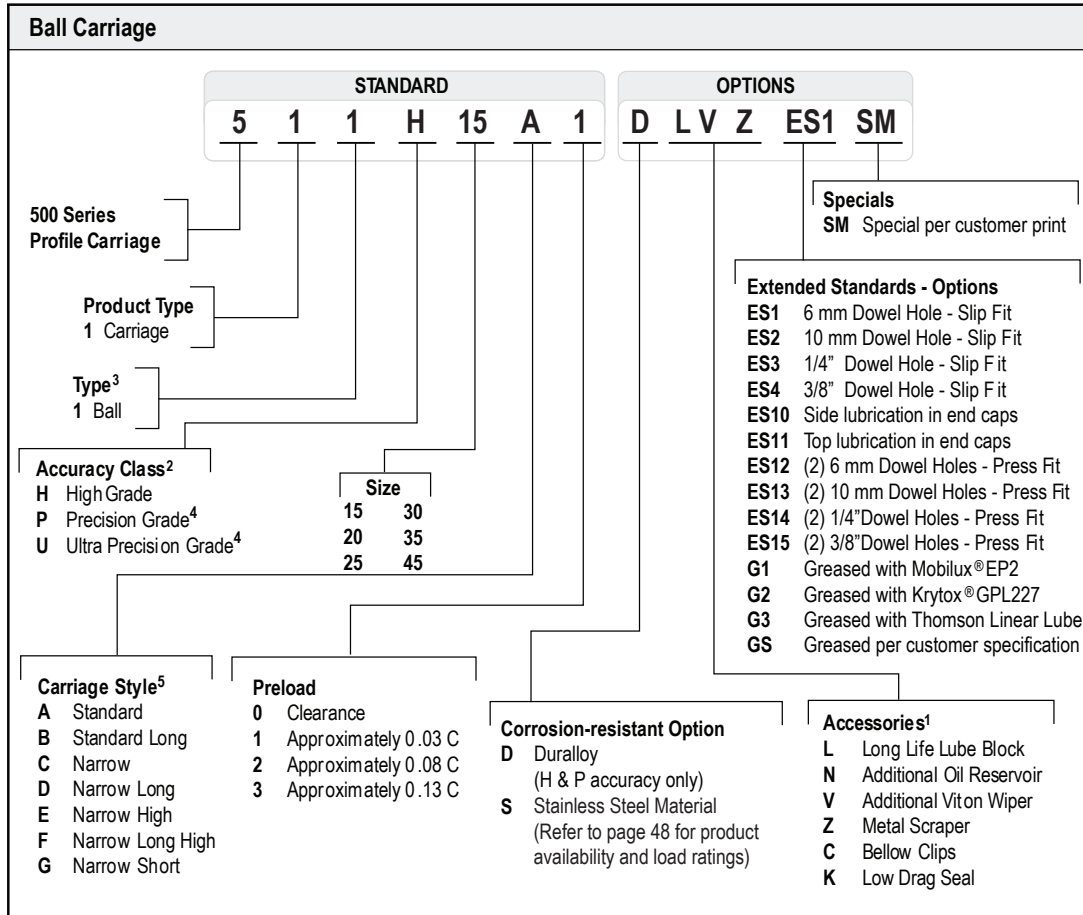 Ball Carriage
STANDARD
OPTIONS
5 1 1 H 15 A 1 D L V Z ES1 SM
500 Series
Profile Carriage
Product Type
1 Carriage
Type³
1 Ball
Accuracy Class²
H High Grade
P Precision Grade⁴
U Ultra Precision Grade⁴
Size
15 30
20 35
25 45
Carriage Style⁵
A Standard
B Standard Long
C Narrow
D Narrow Long
E Narrow High
F Narrow Long High
G Narrow Short
Preload
0 Clearance
1 Approximately 0.03 C
2 Approximately 0.08 C
3 Approximately 0.13 C
Corrosion-resistant Option
D Duralloy
(H & P accuracy only)
S Stainless Steel Material
(Refer to page 48 for product
availability and load ratings)
Accessories¹
L Long Life Lube Block
N Additional Oil Reservoir
V Additional Viton Wiper
Z Metal Scraper
C Bellow Clips
K Low Drag Seal
Extended Standards - Options
ES1 6 mm Dowel Hole - Slip Fit
ES2 10 mm Dowel Hole - Slip Fit
ES3 1/4” Dowel Hole - Slip Fit
ES4 3/8” Dowel Hole - Slip Fit
ES10 Side lubrication in end caps
ES11 Top lubrication in end caps
ES12 (2) 6 mm Dowel Holes - Press Fit
ES13 (2) 10 mm Dowel Holes - Press Fit
ES14 (2) 1/4”Dowel Holes - Press Fit
ES15 (2) 3/8”Dowel Holes - Press Fit
G1 Greased with Mobilux®EP2
G2 Greased with Krytox®GPL227
G3 Greased with Thomson Linear Lube
GS Greased per customer specification
Specials
SM Special per customer print